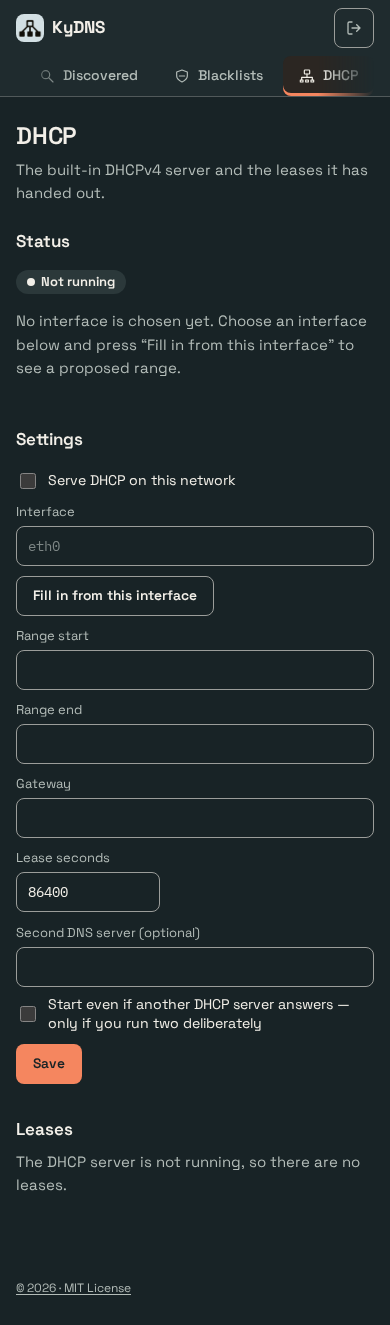 KyDNS
Discovered
Blacklists
DHCP
DHCP
The built-in DHCPv4 server and the leases it has
handed out.
Status
Not running
No interface is chosen yet. Choose an interface
below and press “Fill in from this interface” to
see a proposed range.
Settings
Serve DHCP on this network
Interface
eth0
Fill in from this interface
Range start
Range end
Gateway
Lease seconds
86400
Second DNS server (optional)
Start even if another DHCP server answers —
only if you run two deliberately
Save
Leases
The DHCP server is not running, so there are no
leases.
© 2026 · MIT License